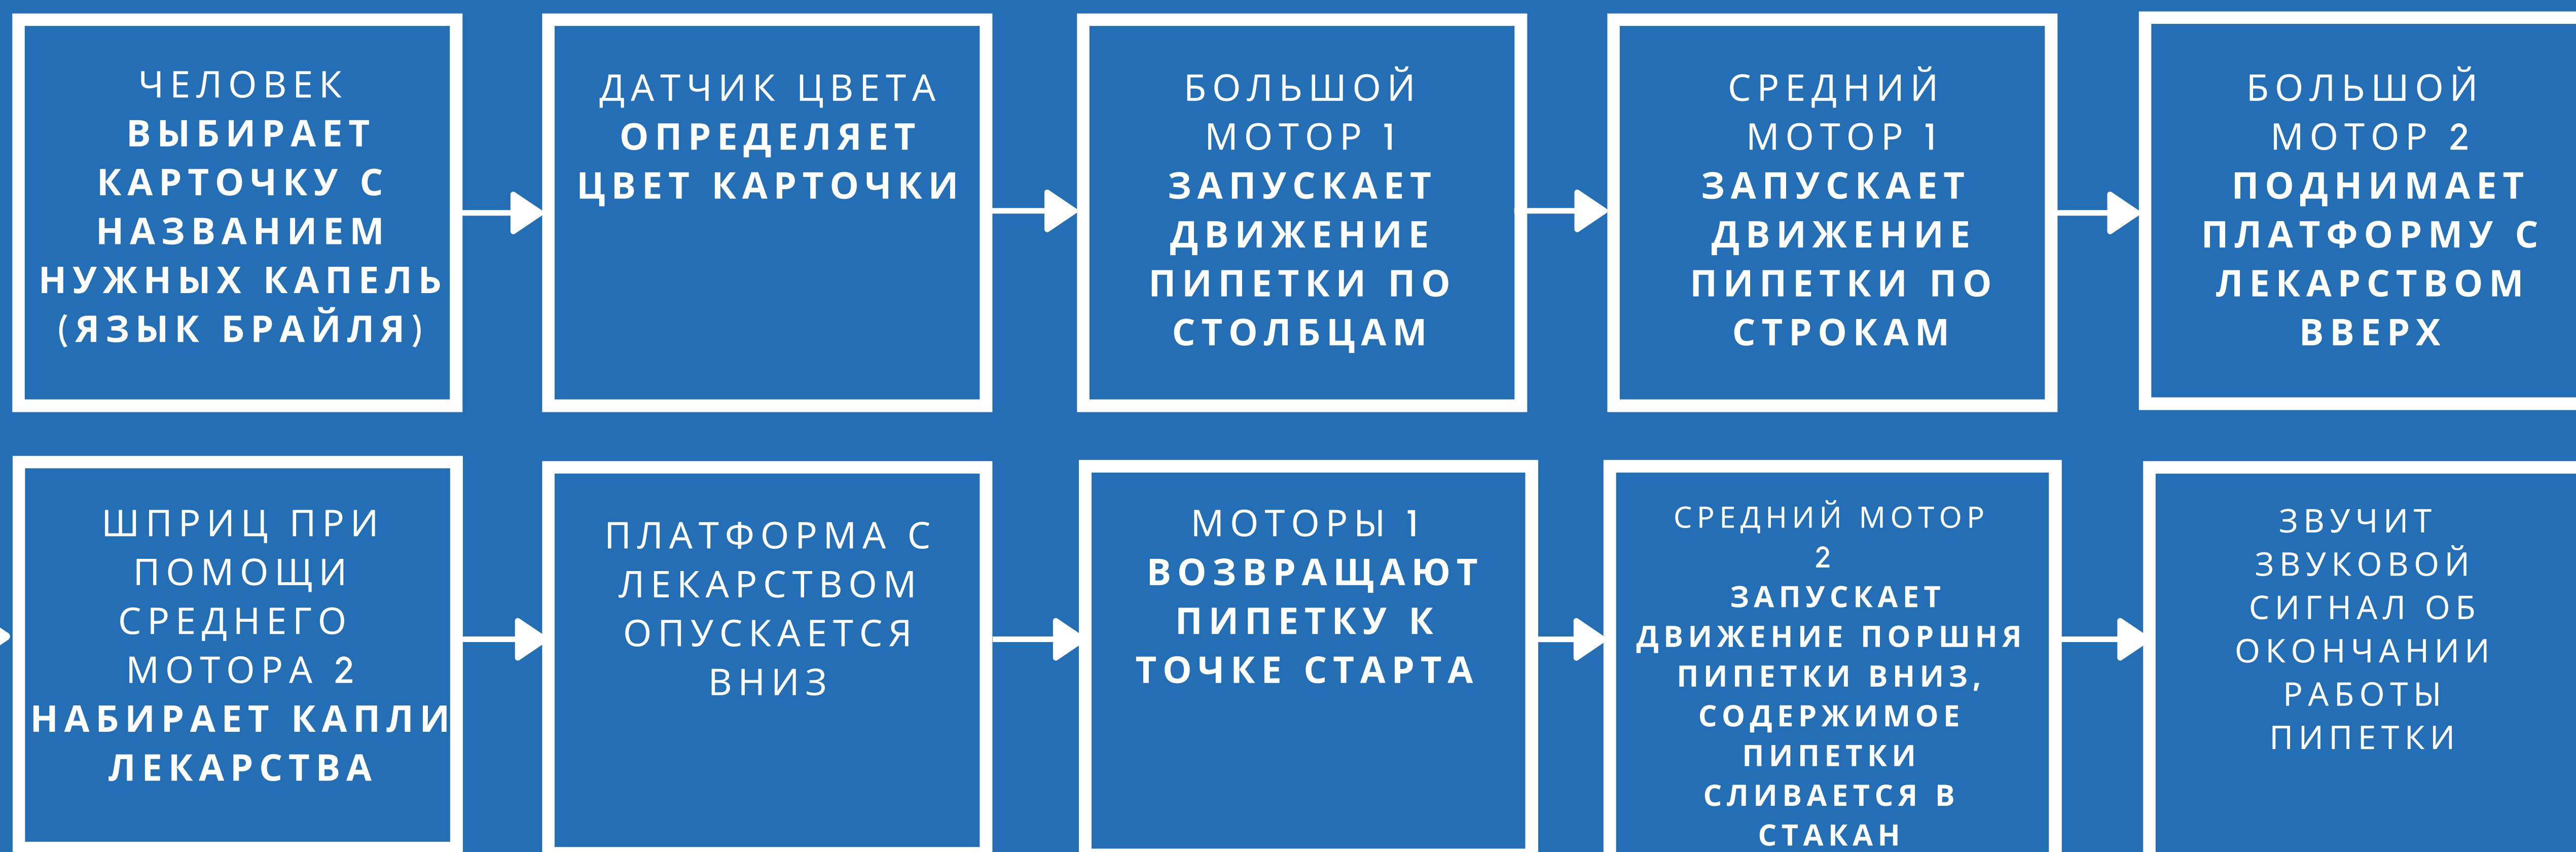 ЧЕЛОВЕК
ВЫБИРАЕТ
КАРТОЧКУ С
НАЗВАНИЕМ
НУЖНЫХ КАПЕЛЬ
(ЯЗЫК БРАЙЛЯ)
ДАТЧИК ЦВЕТА
ОПРЕДЕЛЯЕТ
ЦВЕТ КАРТОЧКИ
БОЛЬШОЙ
МОТОР 1
ЗАПУСКАЕТ
ДВИЖЕНИЕ
ПИПЕТКИ ПО
СТОЛБЦАМ
СРЕДНИЙ
МОТОР 1
ЗАПУСКАЕТ
ДВИЖЕНИЕ
ПИПЕТКИ ПО
СТРОКАМ
БОЛЬШОЙ
МОТОР 2
ПОДНИМАЕТ
ПЛАТФОРМУ С
ЛЕКАРСТВОМ
ВВЕРХ
ШПРИЦ ПРИ
ПОМОЩИ
СРЕДНЕГО
МОТОРА 2
НАБИРАЕТ КАПЛИ
ЛЕКАРСТВА
ПЛАТФОРМА С
ЛЕКАРСТВОМ
ОПУСКАЕТСЯ
ВНИЗ
МОТОРЫ 1
ВОЗВРАЩАЮТ
ПИПЕТКУ К
ТОЧКЕ СТАРТА
СРЕДНИЙ МОТОР
2
ЗАПУСКАЕТ
ДВИЖЕНИЕ ПОРШНЯ
ПИПЕТКИ ВНИЗ,
СОДЕРЖИМОЕ
ПИПЕТКИ
СЛИВАЕТСЯ В
СТАКАН
ЗВУЧИТ
ЗВУКОВОЙ
СИГНАЛ ОБ
ОКОНЧАНИИ
РАБОТЫ
ПИПЕТКИ